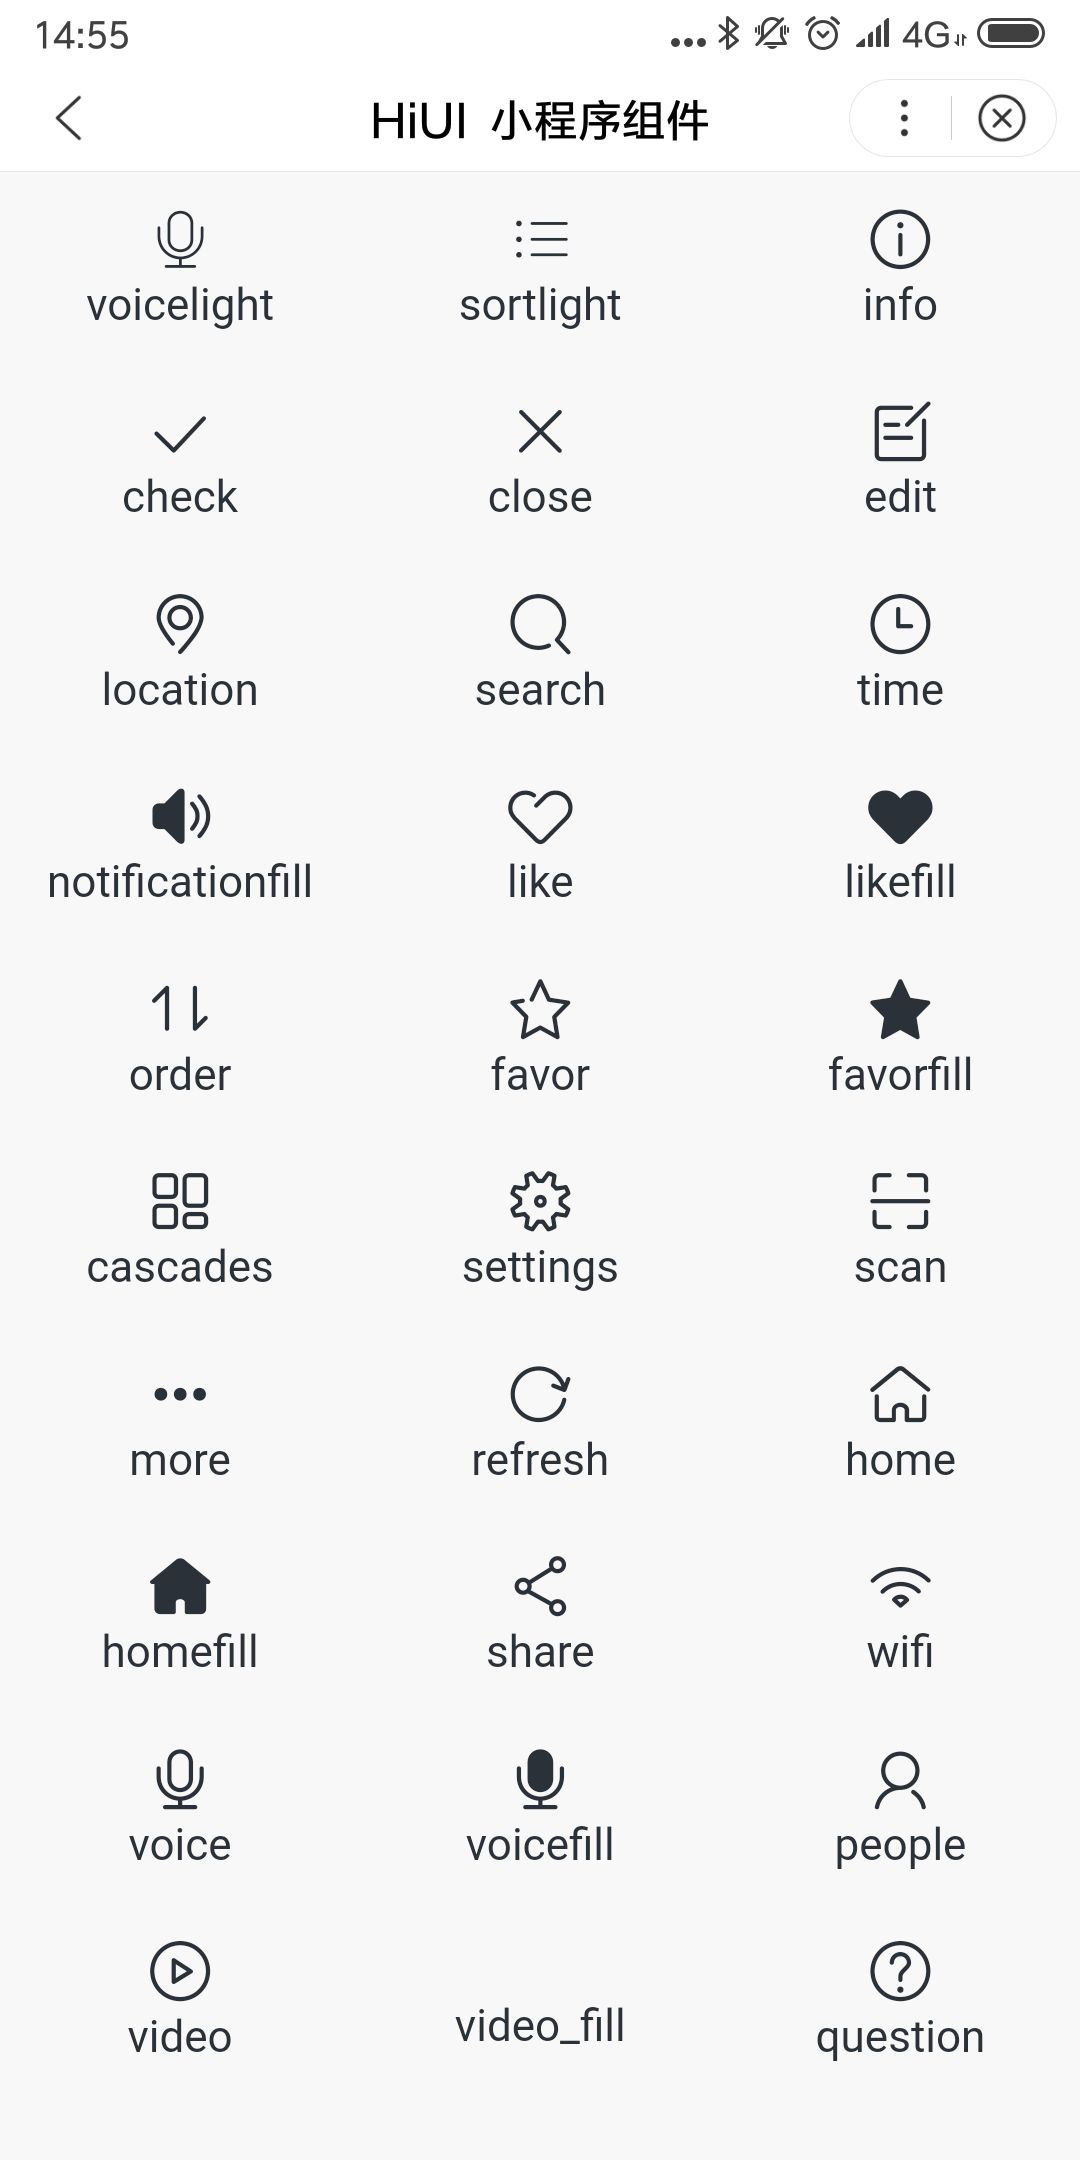 14:55
4G
HiUI 小程序组件
voicelight
sortlight
info
check
close
edit
location
search
time
notificationfill
like
likefill
order
favor
favorfill
cascades
settings
scan
more
refresh
home
homefill
share
wifi
voice
voicefill
people
video
video_fill
question